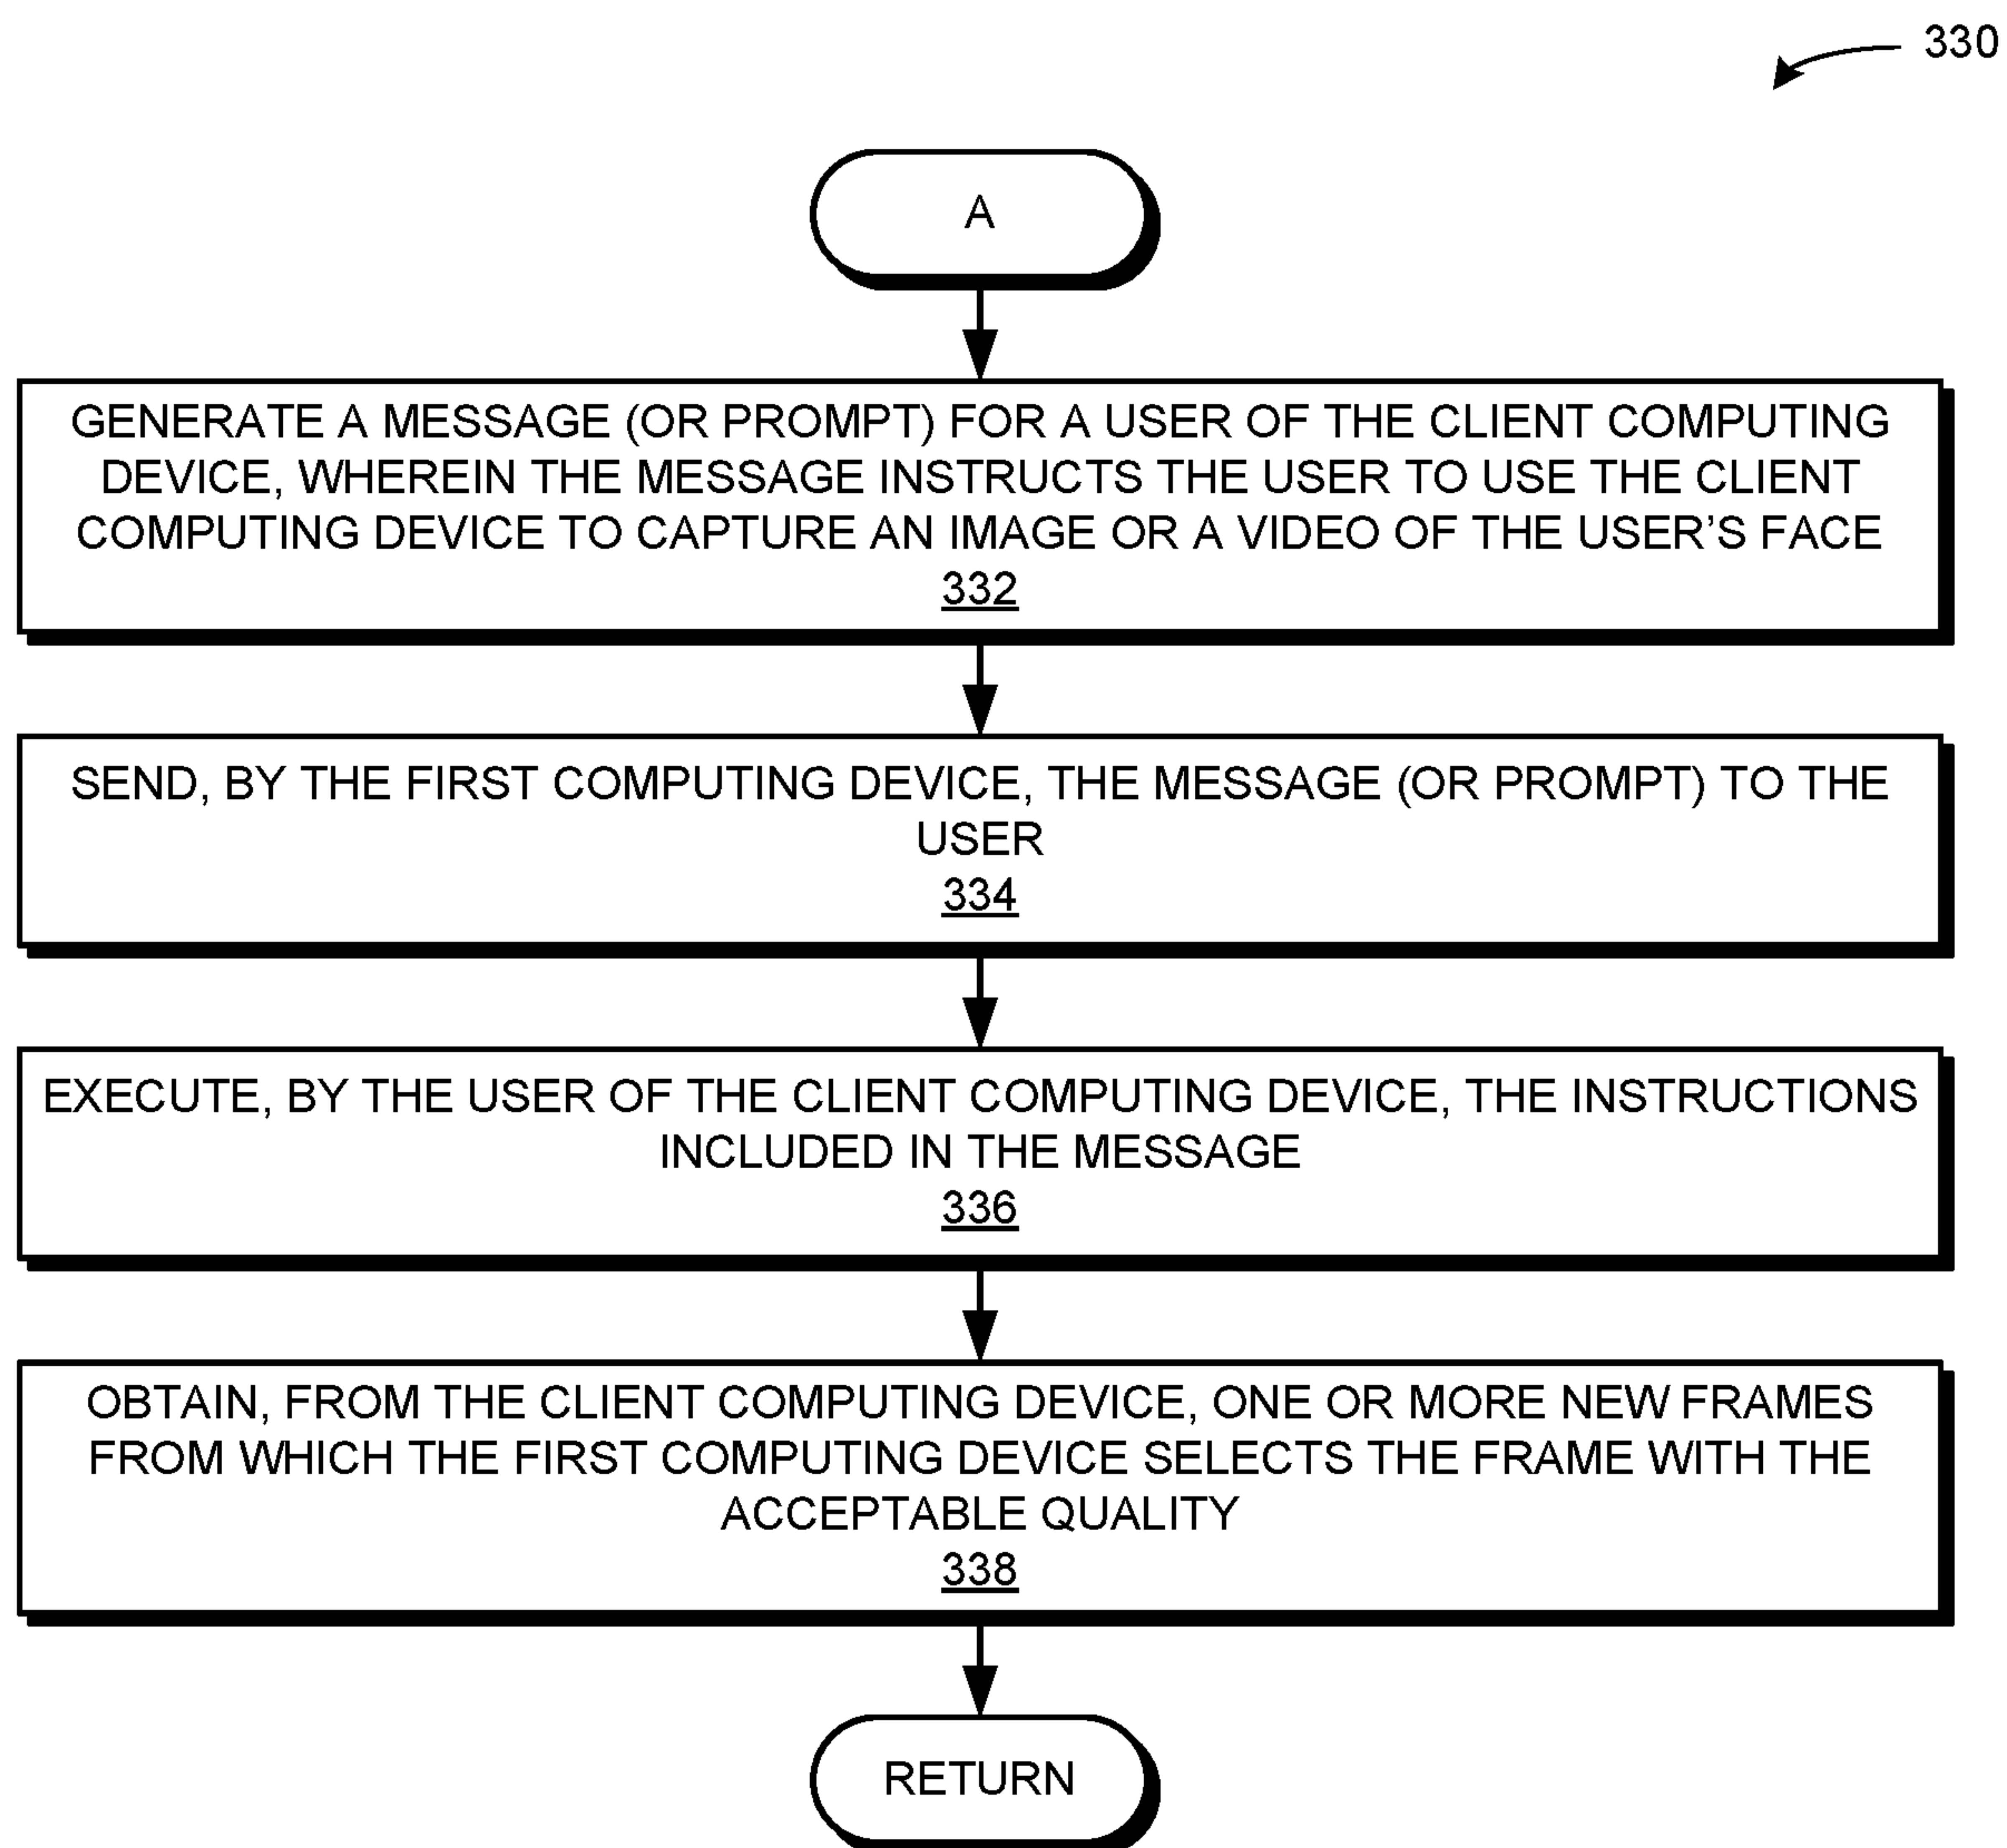 330
A
GENERATE A MESSAGE (OR PROMPT) FOR A USER OF THE CLIENT COMPUTING
DEVICE, WHEREIN THE MESSAGE INSTRUCTS THE USER TO USE THE CLIENT
COMPUTING DEVICE TO CAPTURE AN IMAGE OR A VIDEO OF THE USER’S FACE
332
SEND, BY THE FIRST COMPUTING DEVICE, THE MESSAGE (OR PROMPT) TO THE
USER
334
EXECUTE, BY THE USER OF THE CLIENT COMPUTING DEVICE, THE INSTRUCTIONS
INCLUDED IN THE MESSAGE
336
OBTAIN, FROM THE CLIENT COMPUTING DEVICE, ONE OR MORE NEW FRAMES
FROM WHICH THE FIRST COMPUTING DEVICE SELECTS THE FRAME WITH THE
ACCEPTABLE QUALITY
338
RETURN